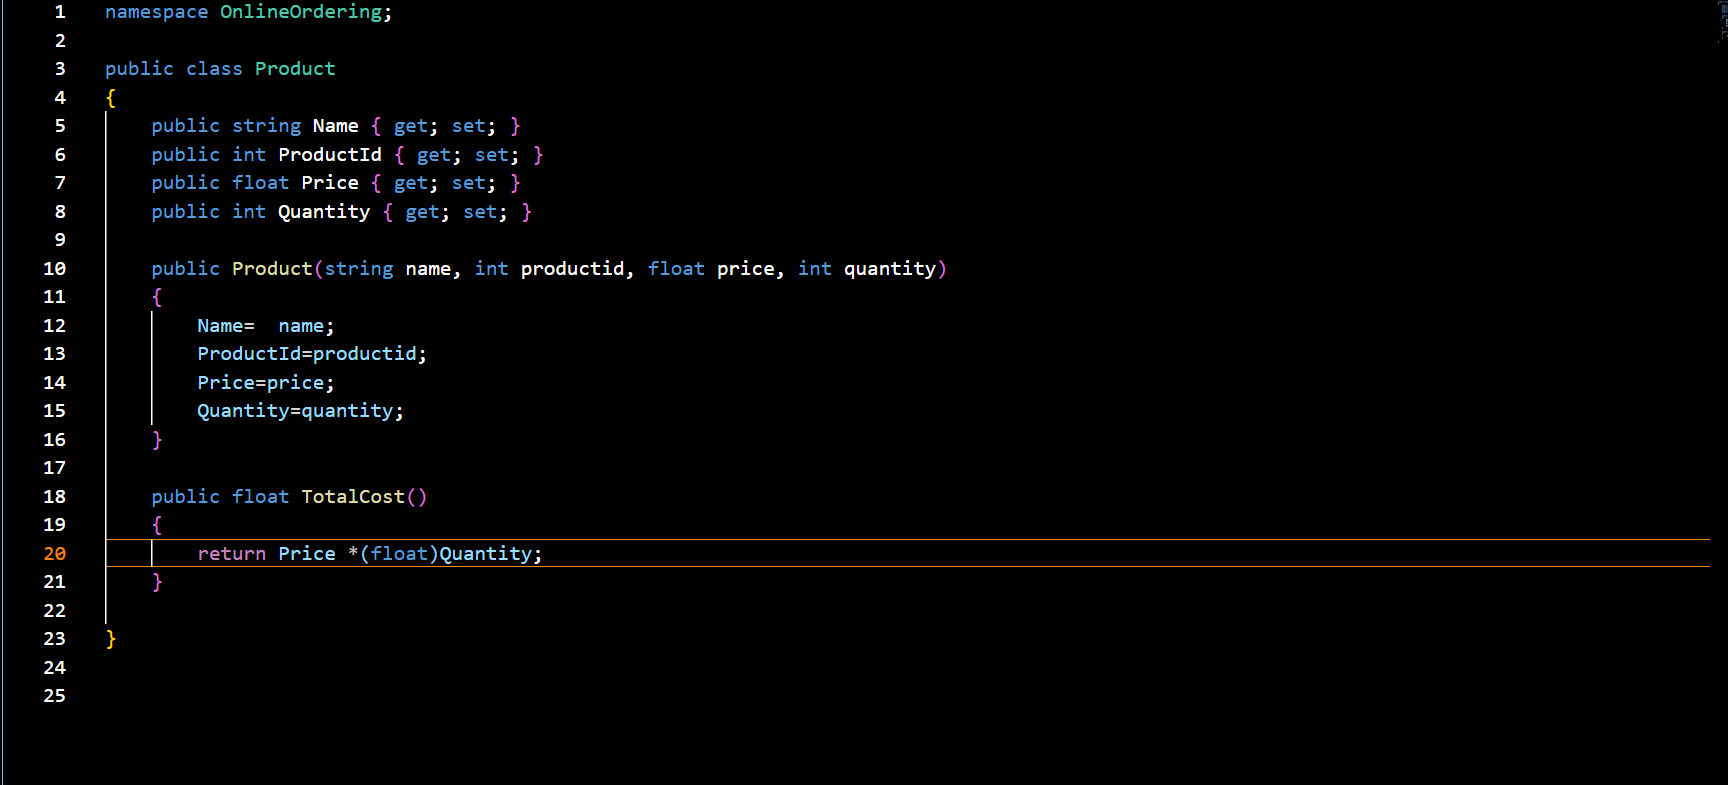 1 namespace OnlineOrdering;
2
3 public class Product
4 {
5     public string Name { get; set; }
6     public int ProductId { get; set; }
7     public float Price { get; set; }
8     public int Quantity { get; set; }
9
10     public Product(string name, int productid, float price, int quantity)
11     {
12         Name=  name;
13         ProductId=productid;
14         Price=price;
15         Quantity=quantity;
16     }
17
18     public float TotalCost()
19     {
20         return Price *(float)Quantity;
21     }
22
23 }
24
25